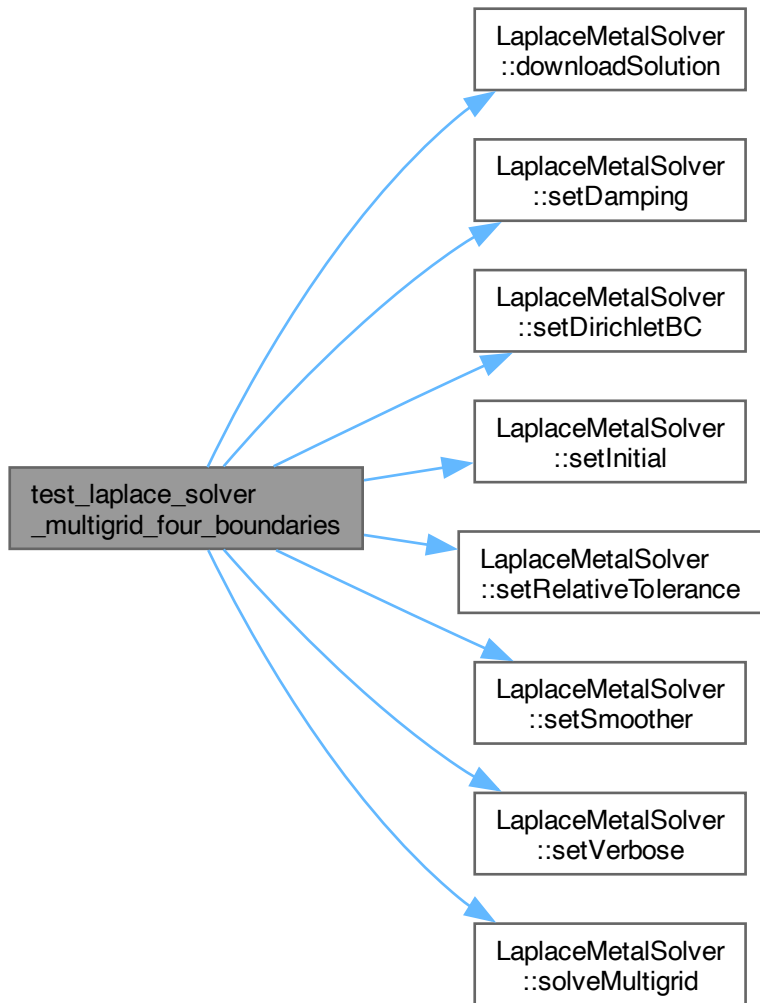 LaplaceMetalSolver
::downloadSolution
LaplaceMetalSolver
::setDamping
LaplaceMetalSolver
::setDirichletBC
LaplaceMetalSolver
::setInitial
test_laplace_solver
_multigrid_four_boundaries
LaplaceMetalSolver
::setRelativeTolerance
LaplaceMetalSolver
::setSmoother
LaplaceMetalSolver
::setVerbose
LaplaceMetalSolver
::solveMultigrid